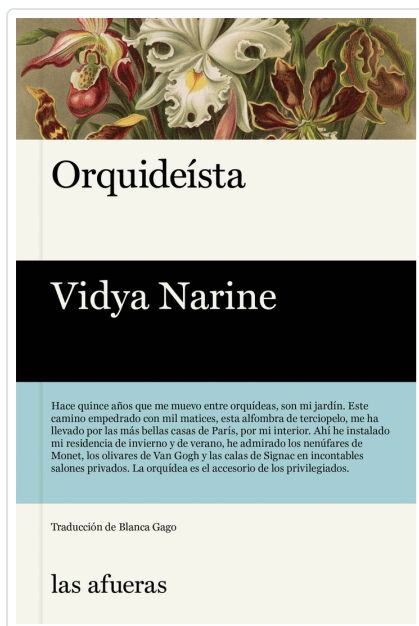 Orquideísta
Vidya Narine
Hace quince años que me muevo entre orquídeas, son mi jardín. Este
camino empedrado con mil matices, esta alfombra de terciopelo, me ha
llevado por las más bellas casas de París, por mi interior. Ahí he instalado
mi residencia de invierno y de verano, he admirado los nenúfares de
Monet, los olivares de Van Gogh y las calas de Signac en incontables
salones privados. La orquídea es el accesorio de los privilegiados.
Traducción de Blanca Gago
las afueras